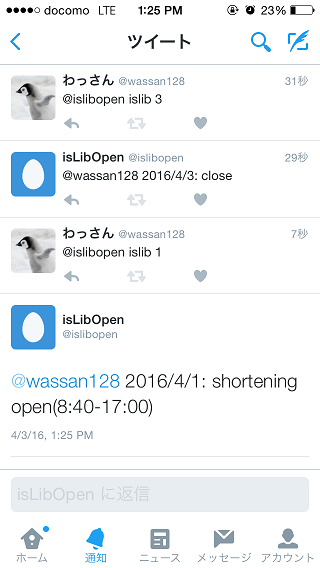 docomo LTE 1:25 PM 23%
ツイート
わっさん @wassan128 31秒
@islibopen islib 3
isLibOpen @islibopen 29秒
@wassan128 2016/4/3: close
わっさん @wassan128 7秒
@islibopen islib 1
isLibOpen
@islibopen
@wassan128 2016/4/1: shortening
open(8:40-17:00)
4/3/16, 1:25 PM
isLibOpen に返信
ホーム 通知 ニュース メッセージ アカウント